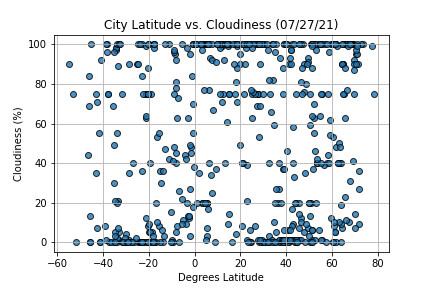 City Latitude vs. Cloudiness (07/27/21)
100
80
60
40
20
0
Cloudiness (%)
−60 −40 −20 0 20 40 60 80
Degrees Latitude